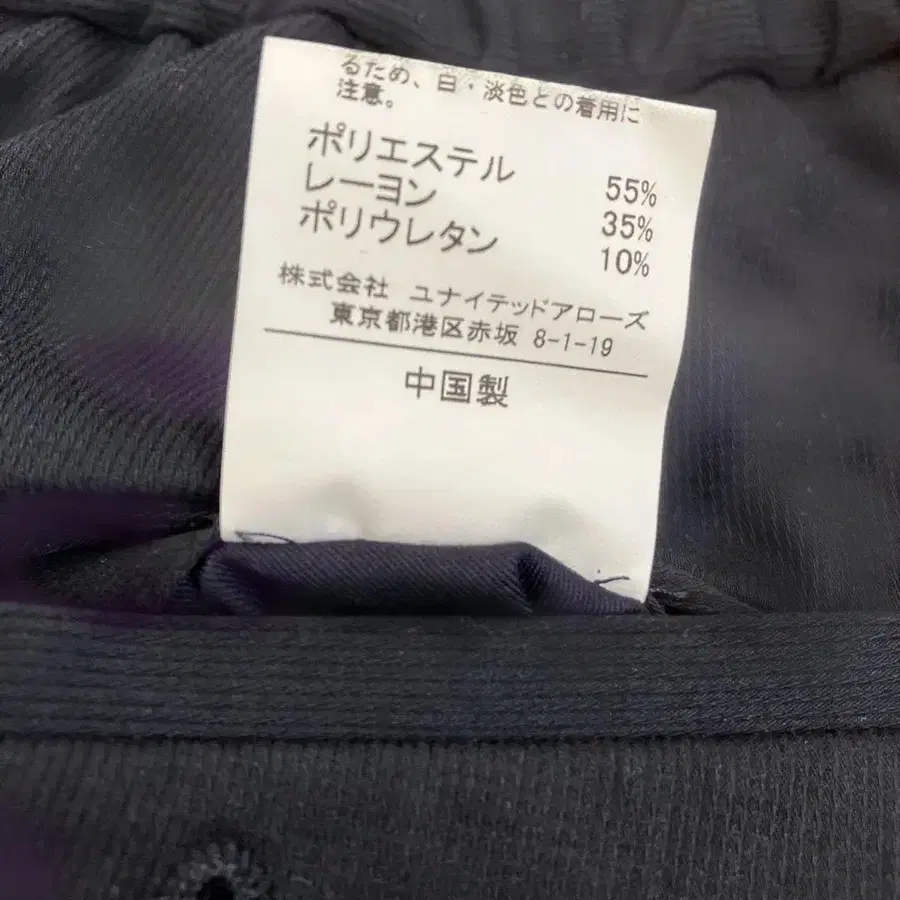 るため、白・淡色との着用に
注意。
ポリエステル 55%
レーヨン 35%
ポリウレタン 10%
株式会社 ユナイテッドアローズ
東京都港区赤坂 8-1-19
中国製